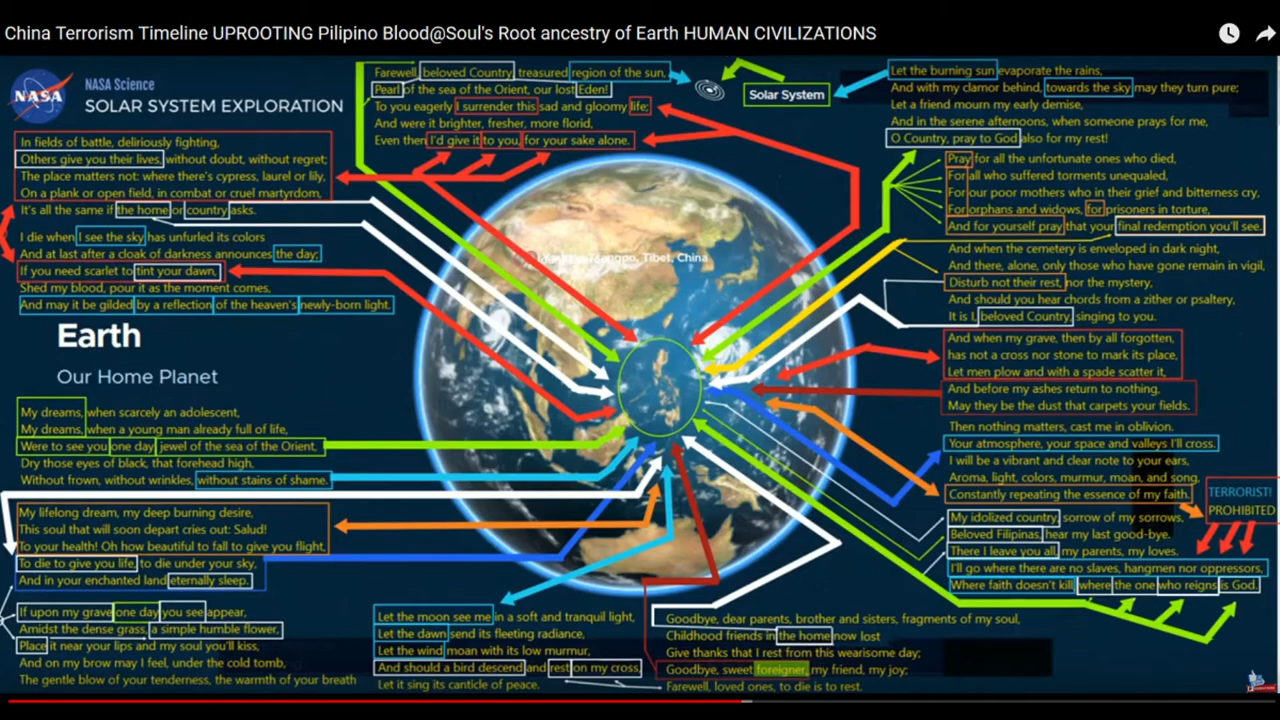 China Terrorism Timeline UPROOTING Pilipino Blood@Soul's Root ancestry of Earth HUMAN CIVILIZATIONS
NASA
NASA Science
SOLAR SYSTEM EXPLORATION
In fields of battle, deliriously fighting,
Others give you their lives, without doubt, without regret;
The place matters not: where there's cypress, laurel or lily,
On a plank or open field, in combat or cruel martyrdom,
It's all the same if the home or country asks.
I die when I see the sky has unfurled its colors
And at last after a cloak of darkness announces the day;
If you need scarlet to tint your dawn,
Shed my blood, pour it as the moment comes,
And may it be gilded by a reflection of the heaven's newly-born light.
Earth
Our Home Planet
My dreams, when scarcely an adolescent,
My dreams, when a young man already full of life,
Were to see you one day jewel of the sea of the Orient,
Dry those eyes of black, that forehead high,
Without frown, without wrinkles, without stains of shame.
My lifelong dream, my deep burning desire,
This soul that will soon depart cries out: Salud!
To your health! Oh how beautiful to fall to give you flight,
To die to give you life, to die under your sky,
And in your enchanted land eternally sleep.
If upon my grave one day you see appear,
Amidst the dense grass, a simple humble flower,
Place it near your lips and my soul you'll kiss,
And on my brow may I feel, under the cold tomb,
The gentle blow of your tenderness, the warmth of your breath
Farewell, beloved Country, treasured region of the sun,
Pearl of the sea of the Orient, our lost Eden!
To you eagerly I surrender this sad and gloomy life;
And were it brighter, fresher, more florid,
Even then I'd give it to you, for your sake alone.
Solar System
Tsangpo, Tibet, China
Let the moon see me in a soft and tranquil light,
Let the dawn send its fleeting radiance,
Let the wind moan with its low murmur,
And should a bird descend and rest on my cross,
Let it sing its canticle of peace.
Let the burning sun evaporate the rains,
And with my clamor behind, towards the sky may they turn pure;
Let a friend mourn my early demise,
And in the serene afternoons, when someone prays for me,
O Country, pray to God also for my rest!
Pray for all the unfortunate ones who died,
For all who suffered torments unequaled,
For our poor mothers who in their grief and bitterness cry,
For orphans and widows, for prisoners in torture,
And for yourself pray that your final redemption you'll see.
And when the cemetery is enveloped in dark night,
And there, alone, only those who have gone remain in vigil,
Disturb not their rest, nor the mystery,
And should you hear chords from a zither or psaltery,
It is I, beloved Country, singing to you.
And when my grave, then by all forgotten,
has not a cross nor stone to mark its place,
Let men plow and with a spade scatter it,
And before my ashes return to nothing,
May they be the dust that carpets your fields.
Then nothing matters, cast me in oblivion.
Your atmosphere, your space and valleys I'll cross.
I will be a vibrant and clear note to your ears,
Aroma, light, colors, murmur, moan, and song,
Constantly repeating the essence of my faith.
TERRORIST!
PROHIBITED
My idolized country, sorrow of my sorrows,
Beloved Filipinas, hear my last good-bye.
There I leave you all, my parents, my loves.
I'll go where there are no slaves, hangmen nor oppressors,
Where faith doesn't kill, where the one who reigns is God.
Goodbye, dear parents, brother and sisters, fragments of my soul,
Childhood friends in the home now lost
Give thanks that I rest from this wearisome day;
Goodbye, sweet foreigner, my friend, my joy;
Farewell, loved ones, to die is to rest.